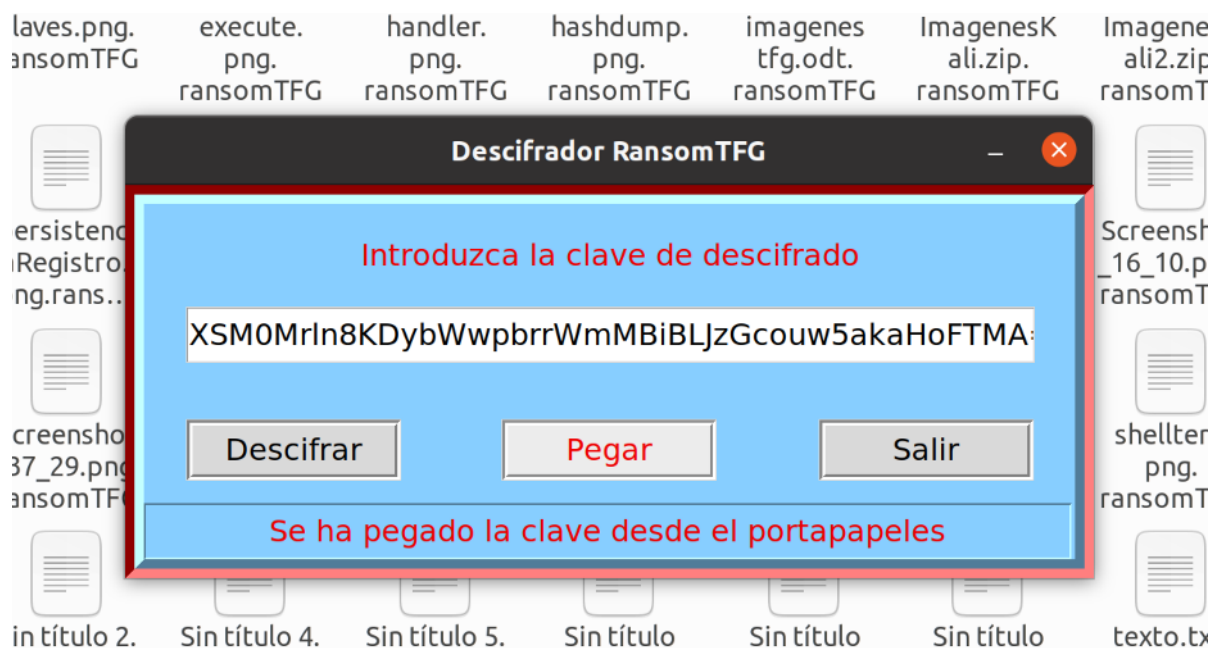 laves.png. execute. handler. hashdump. imagenes ImagenesK Imagene
ansomTFG png. png. png. tfg.odt. ali.zip. ali2.zip
ransomTFG ransomTFG ransomTFG ransomTFG ransomTFG ransomT
Descifrador RansomTFG
ersistenc
aRegistro.
ng.rans...
Screensh
_16_10.p
ransomT
Introduzca la clave de descifrado
XSM0Mrln8KDybWwpbrrWmMBiBLJzGcouw5akaHoFTMA=
creensho
37_29.png
ansomTF
Descifrar Pegar Salir
shellter
png.
ransomT
Se ha pegado la clave desde el portapapeles
in título 2. Sin título 4. Sin título 5. Sin título Sin título Sin título texto.tx